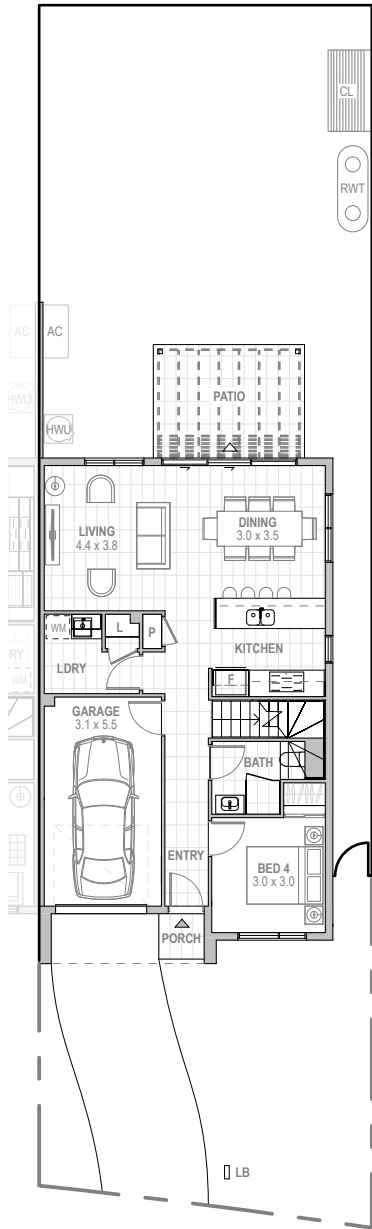 CL
RWT
AC AC
HWU
HWU
PATIO
LIVING
4.4 x 3.8
DINING
3.0 x 3.5
WM
L
P
KITCHEN
LDRY
WM
F
GARAGE
3.1 x 5.5
BATH
ENTRY
BED 4
3.0 x 3.0
PORCH
LB